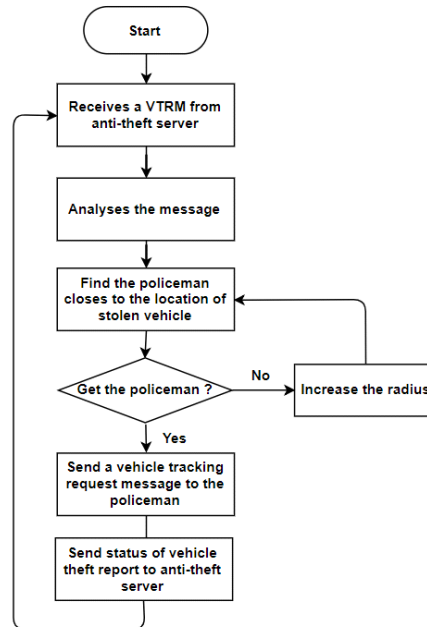 Start
Receives a VTRM from
anti-theft server
Analyses the message
Find the policeman
closes to the location of
stolen vehicle
Get the policeman ?
No
Increase the radius
Yes
Send a vehicle tracking
request message to the
policeman
Send status of vehicle
theft report to anti-theft
server